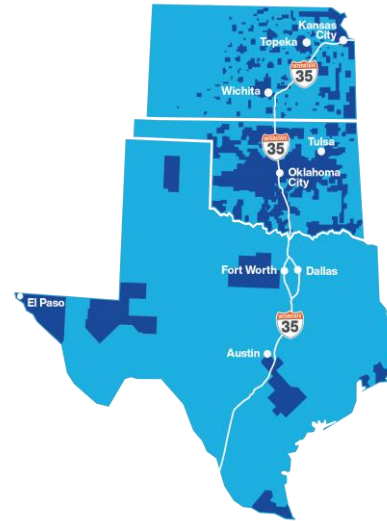 Kansas
City
Topeka
INTERSTATE
35
Wichita
INTERSTATE
35
Tulsa
Oklahoma
City
Fort Worth
Dallas
El Paso
INTERSTATE
35
Austin